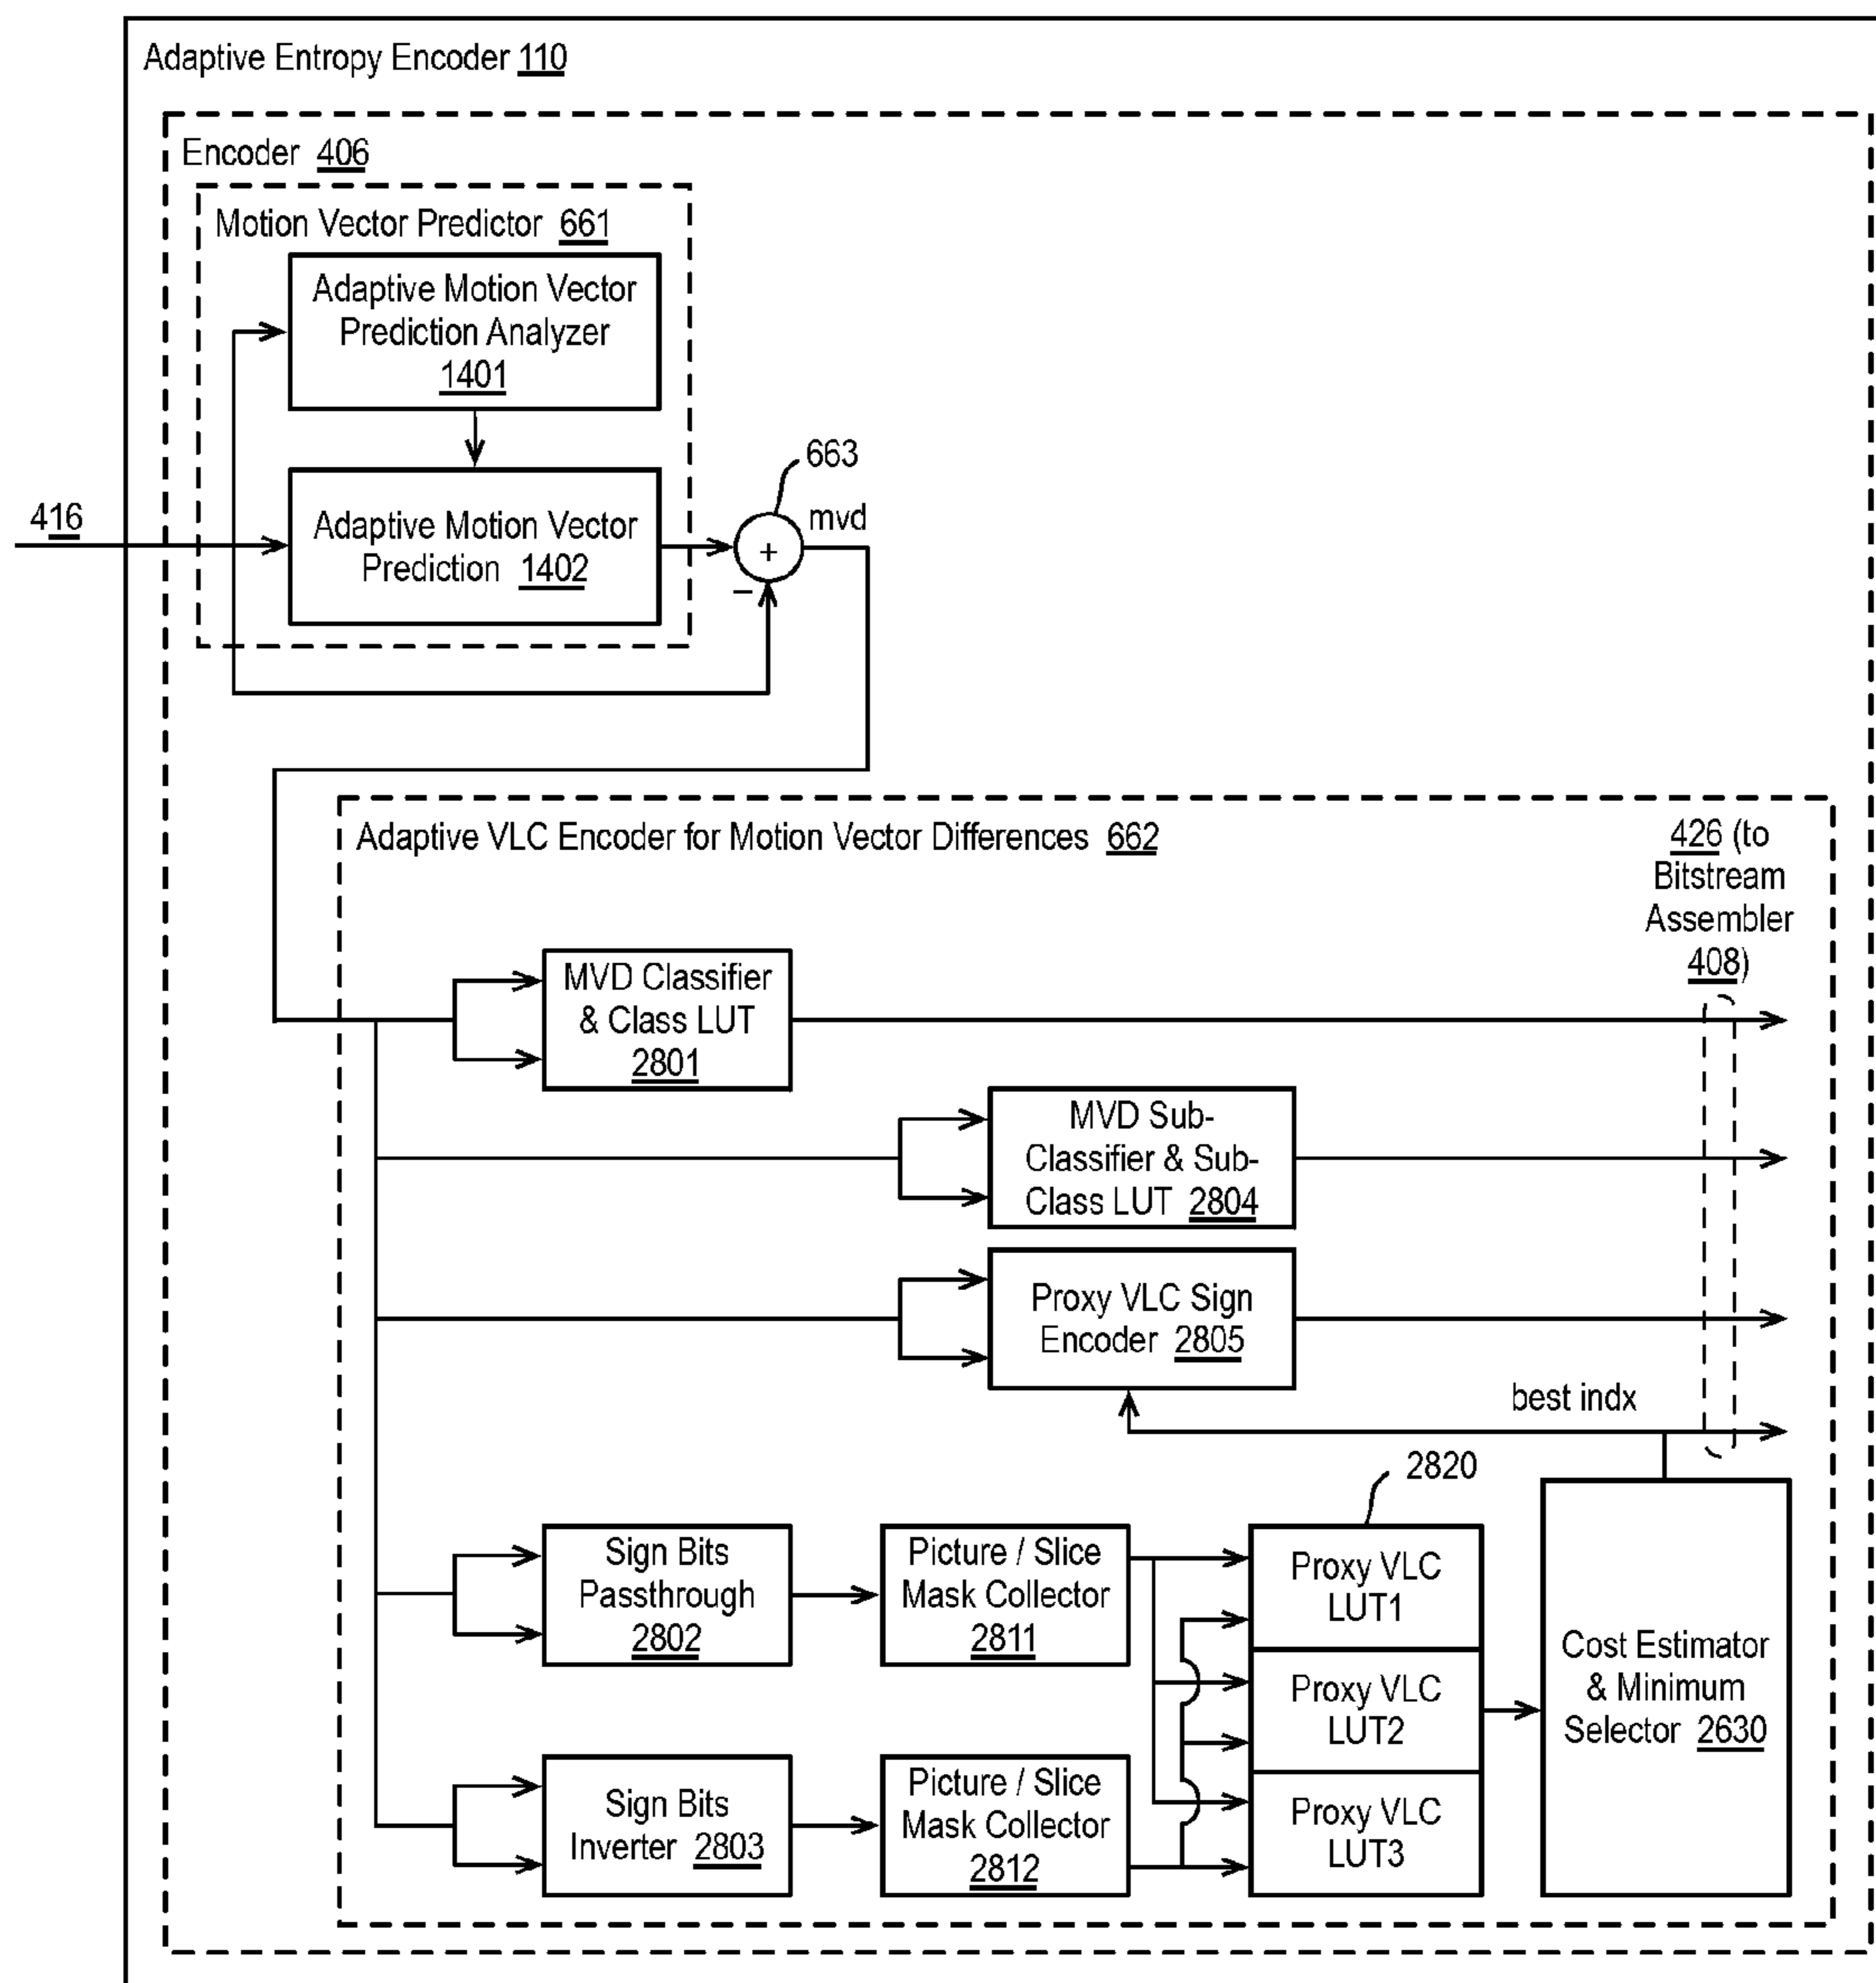 Adaptive Entropy Encoder 110
Encoder 406
Motion Vector Predictor 661
Adaptive Motion Vector
Prediction Analyzer
1401
663
416
Adaptive Motion Vector
Prediction 1402
+
−
mvd
Adaptive VLC Encoder for Motion Vector Differences 662
426 (to
Bitstream
Assembler
408)
MVD Classifier
& Class LUT
2801
MVD Sub-
Classifier & Sub-
Class LUT 2804
Proxy VLC Sign
Encoder 2805
best indx
2820
Sign Bits
Passthrough
2802
Picture / Slice
Mask Collector
2811
Proxy VLC
LUT1
Proxy VLC
LUT2
Proxy VLC
LUT3
Cost Estimator
& Minimum
Selector 2630
Sign Bits
Inverter 2803
Picture / Slice
Mask Collector
2812